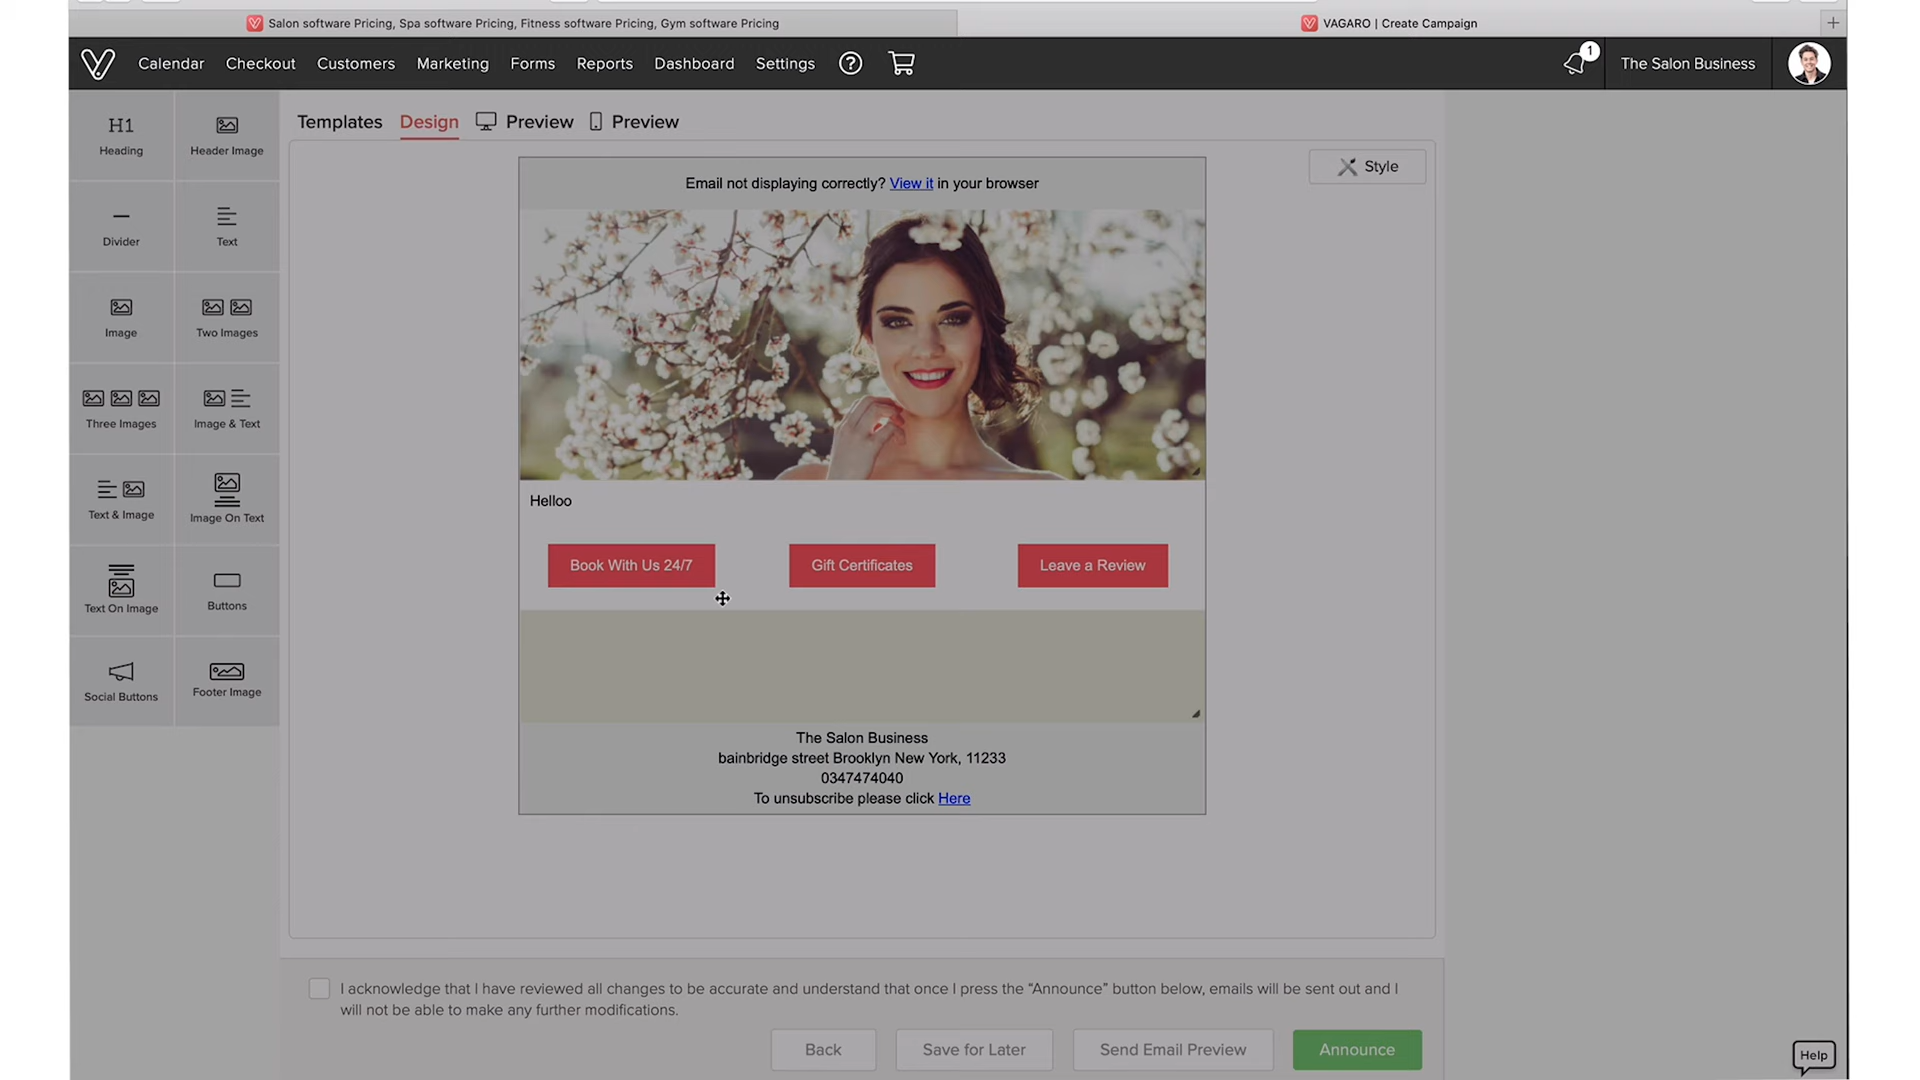 Salon software Pricing, Spa software Pricing, Fitness software Pricing, Gym software Pricing
VAGARO | Create Campaign
Calendar
Checkout
Customers
Marketing
Forms
Reports
Dashboard
Settings
1
The Salon Business
H1
Heading
Header Image
Divider
Text
Image
Two Images
Three Images
Image & Text
Text & Image
Image On Text
Text On Image
Buttons
Social Buttons
Footer Image
Templates
Design
Preview
Preview
Style
Email not displaying correctly? View it in your browser
Helloo
Book With Us 24/7
Gift Certificates
Leave a Review
The Salon Business
bainbridge street Brooklyn New York, 11233
0347474040
To unsubscribe please click Here
I acknowledge that I have reviewed all changes to be accurate and understand that once I press the “Announce” button below, emails will be sent out and I
will not be able to make any further modifications.
Back
Save for Later
Send Email Preview
Announce
Help